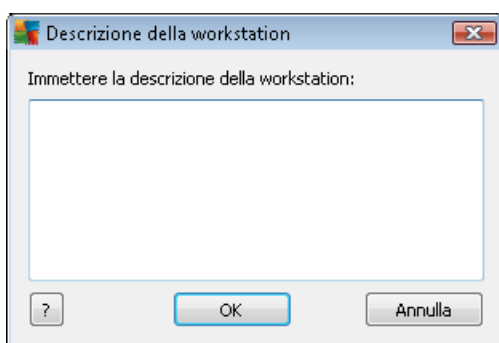 Descrizione della workstation
Immettere la descrizione della workstation:
?
OK
Annulla